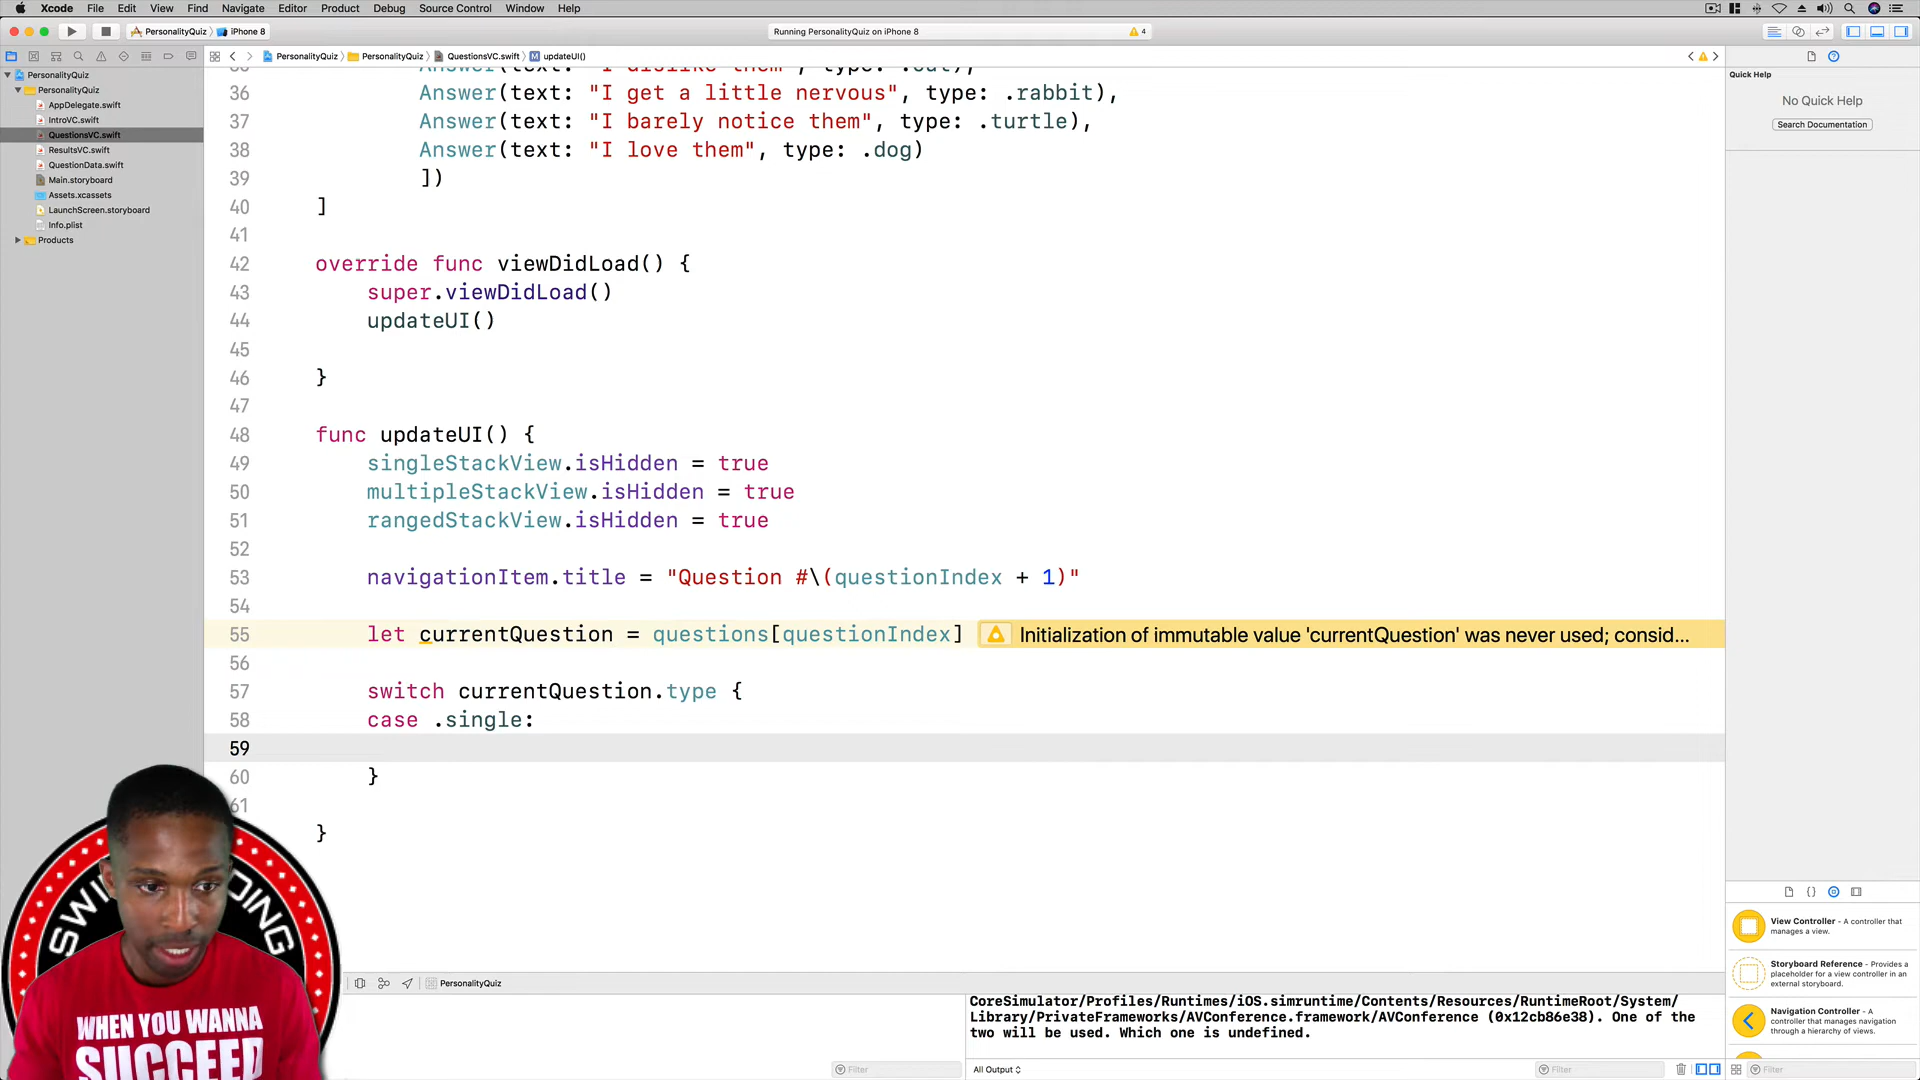 Xcode File Edit View Find Navigate Editor Product Debug Source Control Window Help
PersonalityQuiz iPhone 8
Running PersonalityQuiz on iPhone 8
4
PersonalityQuiz PersonalityQuiz QuestionsVC.swift updateUI()
PersonalityQuiz
PersonalityQuiz
AppDelegate.swift
IntroVC.swift
QuestionsVC.swift
ResultsVC.swift
QuestionData.swift
Main.storyboard
Assets.xcassets
LaunchScreen.storyboard
Info.plist
Products
36 Answer(text: "I get a little nervous", type: .rabbit),
37 Answer(text: "I barely notice them", type: .turtle),
38 Answer(text: "I love them", type: .dog)
39 ])
40 ]
41
42 override func viewDidLoad() {
43 super.viewDidLoad()
44 updateUI()
45
46 }
47
48 func updateUI() {
49 singleStackView.isHidden = true
50 multipleStackView.isHidden = true
51 rangedStackView.isHidden = true
52
53 navigationItem.title = "Question #\(questionIndex + 1)"
54
55 let currentQuestion = questions[questionIndex] Initialization of immutable value 'currentQuestion' was never used; consid...
56
57 switch currentQuestion.type {
58 case .single:
59
60 }
61
}
Quick Help
No Quick Help
Search Documentation
View Controller - A controller that
manages a view.
Storyboard Reference - Provides a
placeholder for a view controller in an
external storyboard.
Navigation Controller - A
controller that manages navigation
through a hierarchy of views.
PersonalityQuiz
CoreSimulator/Profiles/Runtimes/iOS.simruntime/Contents/Resources/RuntimeRoot/System/
Library/PrivateFrameworks/AVConference.framework/AVConference (0x12cb86e38). One of the
two will be used. Which one is undefined.
Filter
All Output
Filter
Filter
WHEN YOU WANNA
SUCCEED